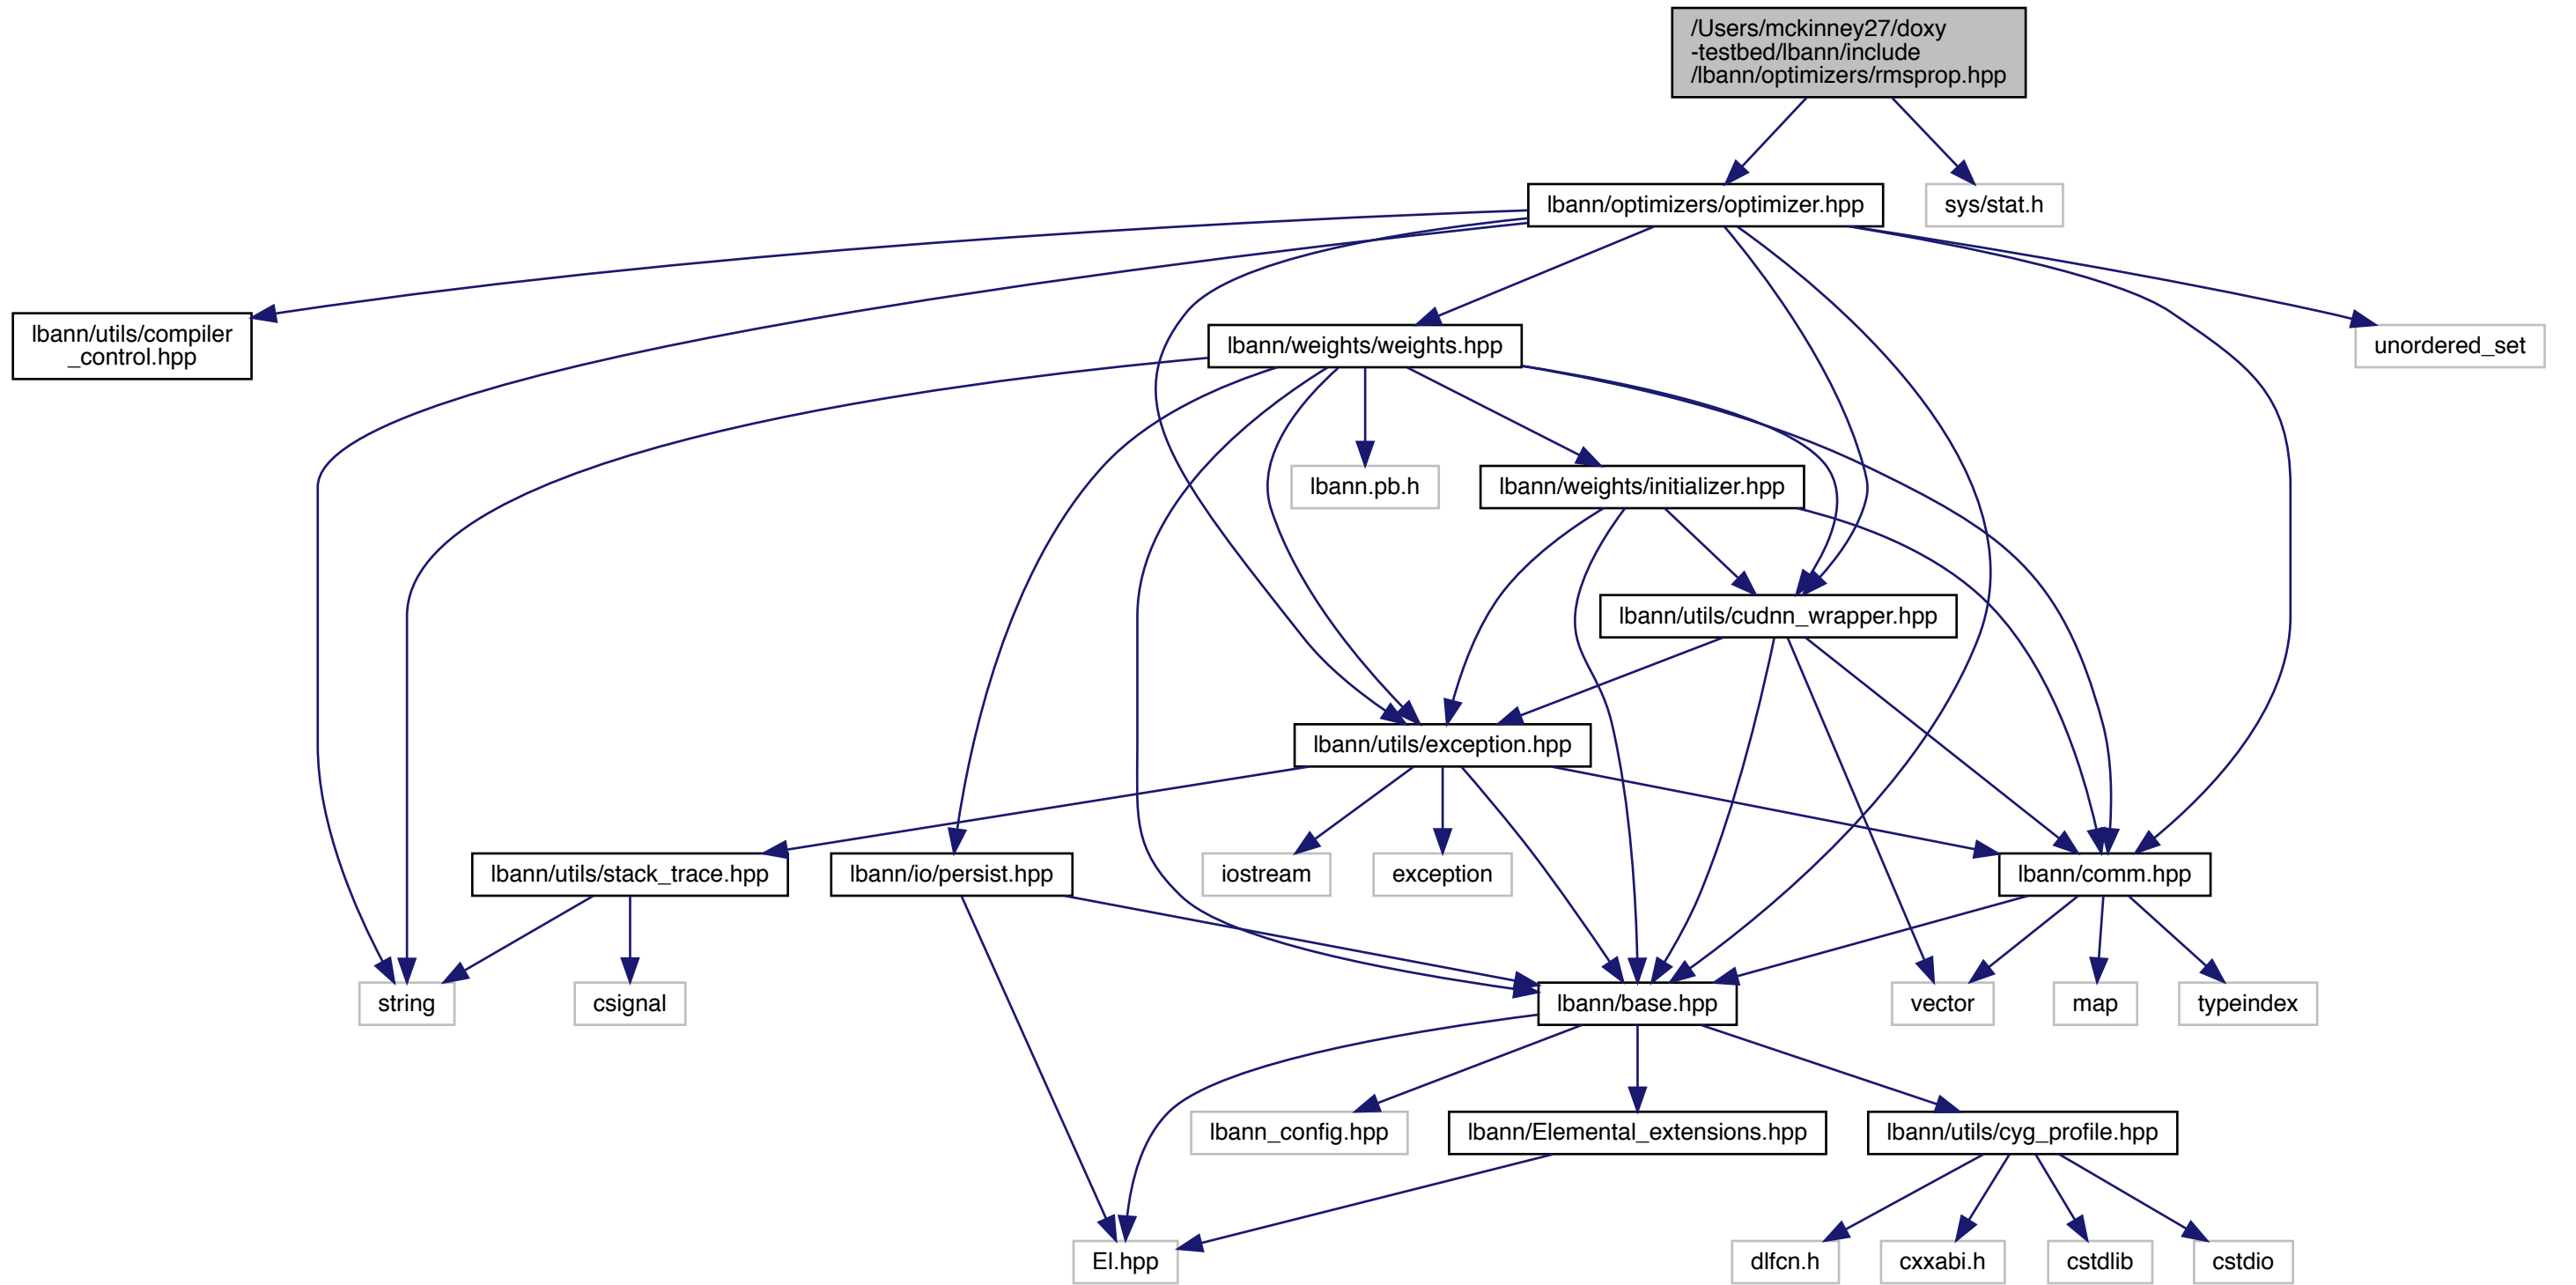 /Users/mckinney27/doxy
-testbed/lbann/include
/lbann/optimizers/rmsprop.hpp
lbann/optimizers/optimizer.hpp
sys/stat.h
lbann/utils/compiler
_control.hpp
lbann/weights/weights.hpp
unordered_set
lbann.pb.h
lbann/weights/initializer.hpp
lbann/utils/cudnn_wrapper.hpp
lbann/utils/exception.hpp
lbann/utils/stack_trace.hpp
lbann/io/persist.hpp
iostream
exception
lbann/comm.hpp
string
csignal
lbann/base.hpp
vector
map
typeindex
lbann_config.hpp
lbann/Elemental_extensions.hpp
lbann/utils/cyg_profile.hpp
El.hpp
dlfcn.h
cxxabi.h
cstdlib
cstdio